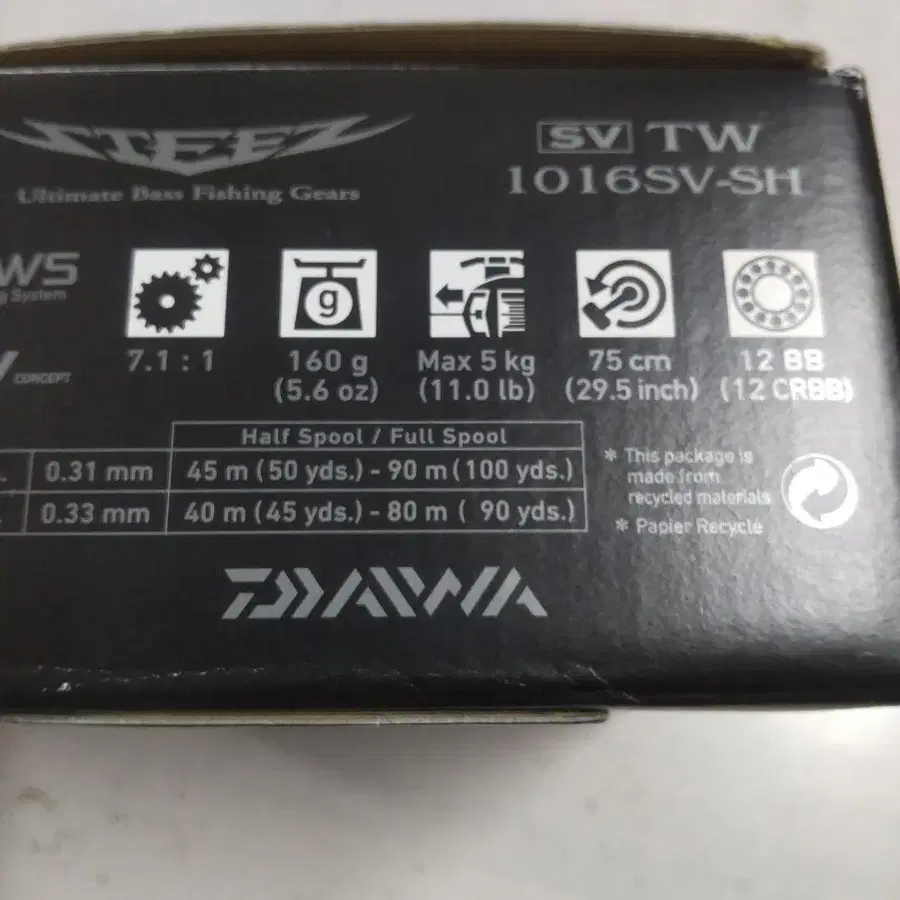 STEEZ
Ultimate Bass Fishing Gears
SV TW
1016SV-SH
WS
g System
CONCEPT
g
7.1 : 1
160 g
(5.6 oz)
Max 5 kg
(11.0 lb)
75 cm
(29.5 inch)
12 BB
(12 CRBB)
Half Spool / Full Spool
0.31 mm 45 m (50 yds.) - 90 m (100 yds.)
0.33 mm 40 m (45 yds.) - 80 m ( 90 yds.)
* This package is
made from
recycled materials
* Papier Recycle
DAIWA